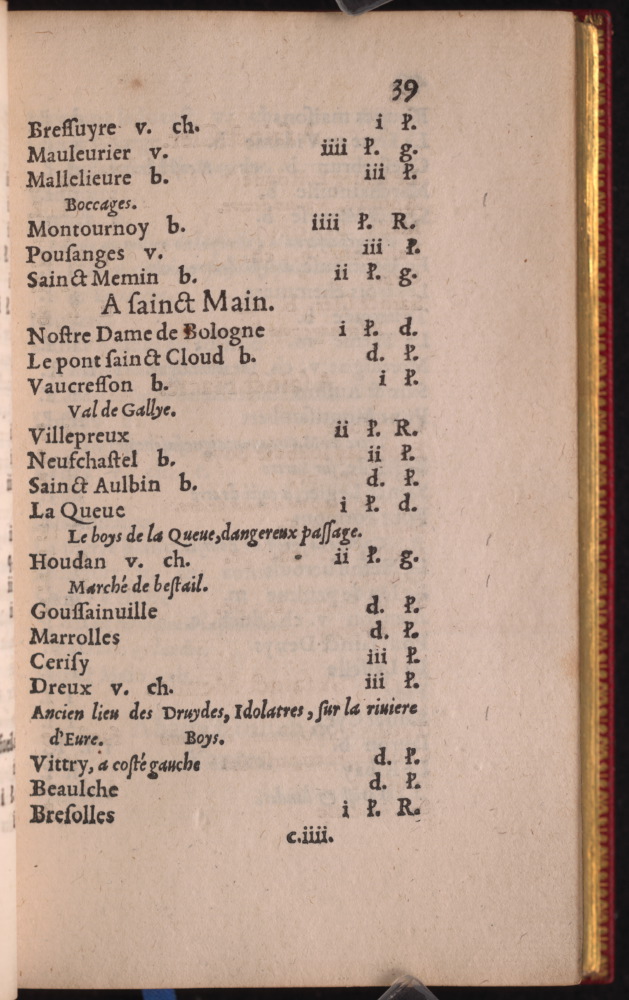 39
Breſſuyre v. ch. i ł.
Mauleurier v. iiii ł. g.
Mallelieure b. iii ł.
Boccages.
Montournoy b. iiii ł. R.
Pouſanges v. iii ł.
Sainct Memin b. ii ł. g.
A ſainct Main.
Noſtre Dame de Bologne i ł. d.
Le pont ſainct Cloud b. d. ł.
Vaucreſſon b. i ł.
Val de Gallye.
Villepreux ii ł. R.
Neufchaſtel b. ii ł.
Sainct Aulbin b. d. ł.
La Queue i ł. d.
Le boys de la Queue, dangereux paſſage.
Houdan v. ch. ii ł. g.
Marché de beſtail.
Gouſſainuille d. ł.
Marrolles d. ł.
Ceriſy iii ł.
Dreux v. ch. iii ł.
Ancien lieu des Druydes, Idolatres, ſur la riuiere
d'Eure. Boys.
Vittry, a coſté gauche d. ł.
Beaulche d. ł.
Breſolles i ł. R.
c.iiii.